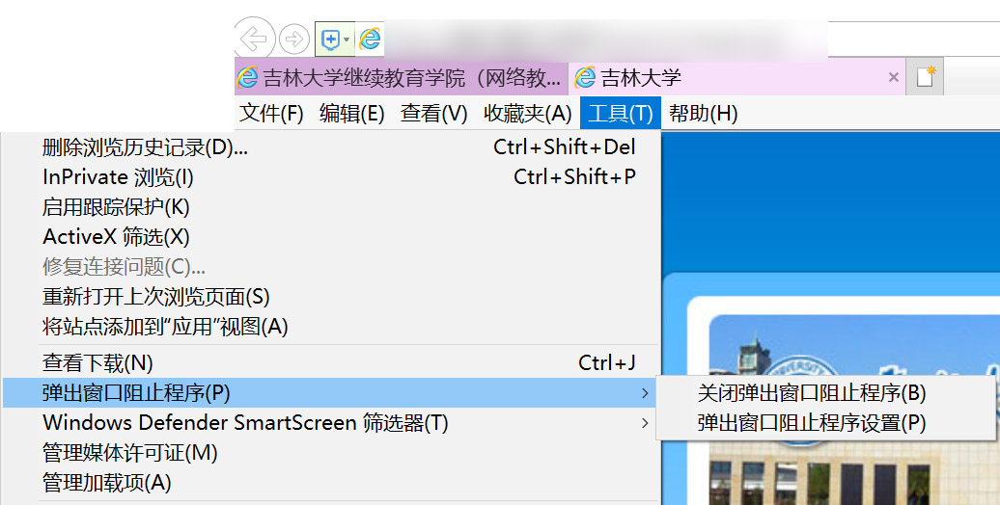 吉林大学继续教育学院（网络教...
吉林大学
文件(F) 编辑(E) 查看(V) 收藏夹(A) 工具(T) 帮助(H)
删除浏览历史记录(D)... Ctrl+Shift+Del
InPrivate 浏览(I) Ctrl+Shift+P
启用跟踪保护(K)
ActiveX 筛选(X)
修复连接问题(C)...
重新打开上次浏览页面(S)
将站点添加到“应用”视图(A)
查看下载(N) Ctrl+J
弹出窗口阻止程序(P)
关闭弹出窗口阻止程序(B)
Windows Defender SmartScreen 筛选器(T)
弹出窗口阻止程序设置(P)
管理媒体许可证(M)
管理加载项(A)